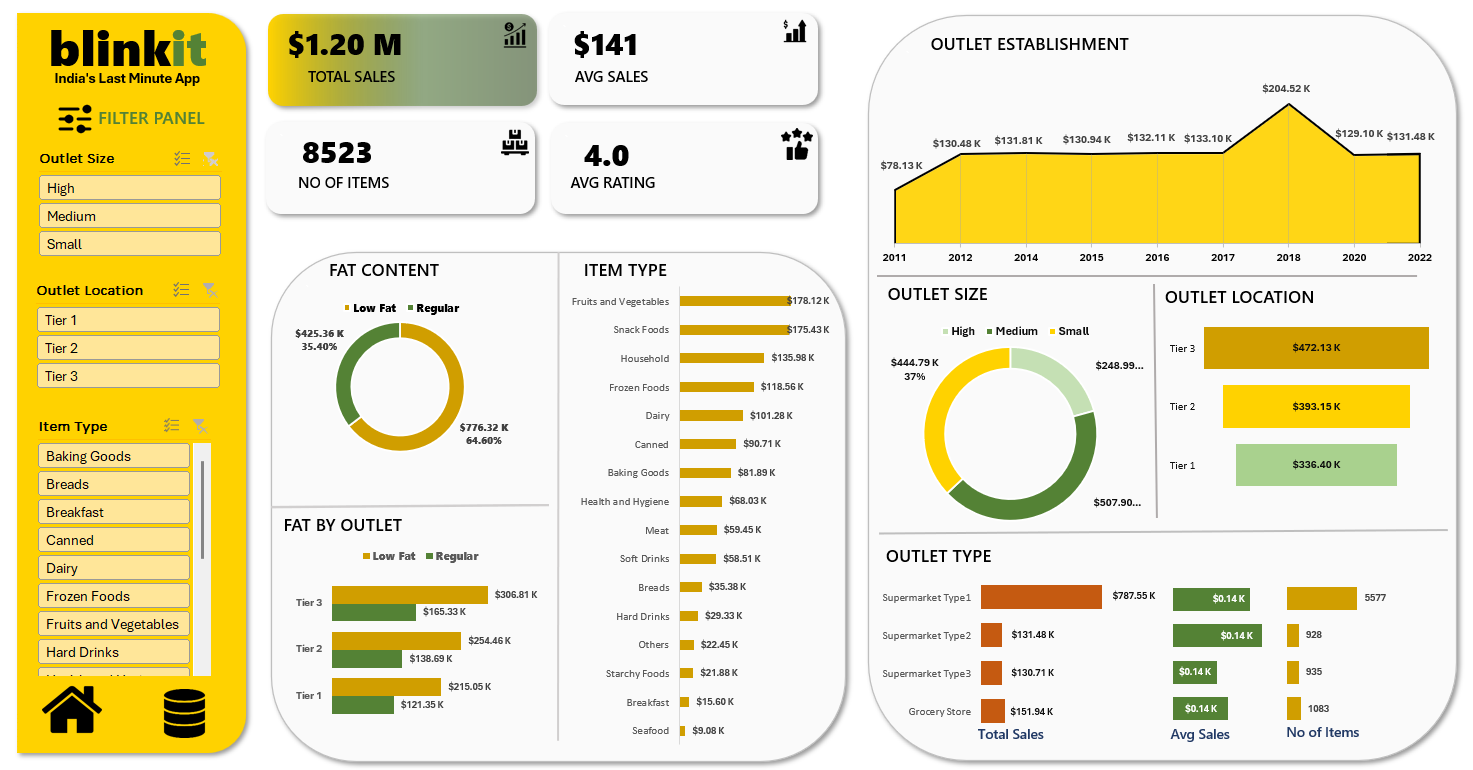 blinkit
India's Last Minute App
FILTER PANEL
Outlet Size
High
Medium
Small
Outlet Location
Tier 1
Tier 2
Tier 3
Item Type
Baking Goods
Breads
Breakfast
Canned
Dairy
Frozen Foods
Fruits and Vegetables
Hard Drinks
$1.20 M
TOTAL SALES
$141
AVG SALES
8523
NO OF ITEMS
4.0
AVG RATING
FAT CONTENT
Low Fat Regular
$425.36 K
35.40%
$776.32 K
64.60%
FAT BY OUTLET
Low Fat Regular
Tier 3 $306.81 K
$165.33 K
Tier 2 $254.46 K
$138.69 K
Tier 1 $215.05 K
$121.35 K
ITEM TYPE
Fruits and Vegetables $178.12 K
Snack Foods $175.43 K
Household $135.98 K
Frozen Foods $118.56 K
Dairy $101.28 K
Canned $90.71 K
Baking Goods $81.89 K
Health and Hygiene $68.03 K
Meat $59.45 K
Soft Drinks $58.51 K
Breads $35.38 K
Hard Drinks $29.33 K
Others $22.45 K
Starchy Foods $21.88 K
Breakfast $15.60 K
Seafood $9.08 K
OUTLET ESTABLISHMENT
$78.13 K $130.48 K $131.81 K $130.94 K $132.11 K $133.10 K $204.52 K $129.10 K $131.48 K
2011 2012 2014 2015 2016 2017 2018 2020 2022
OUTLET SIZE
High Medium Small
$444.79 K
37%
$248.99...
$507.90...
OUTLET LOCATION
Tier 3 $472.13 K
Tier 2 $393.15 K
Tier 1 $336.40 K
OUTLET TYPE
Supermarket Type1 $787.55 K $0.14 K 5577
Supermarket Type2 $131.48 K $0.14 K 928
Supermarket Type3 $130.71 K $0.14 K 935
Grocery Store $151.94 K $0.14 K 1083
Total Sales Avg Sales No of Items